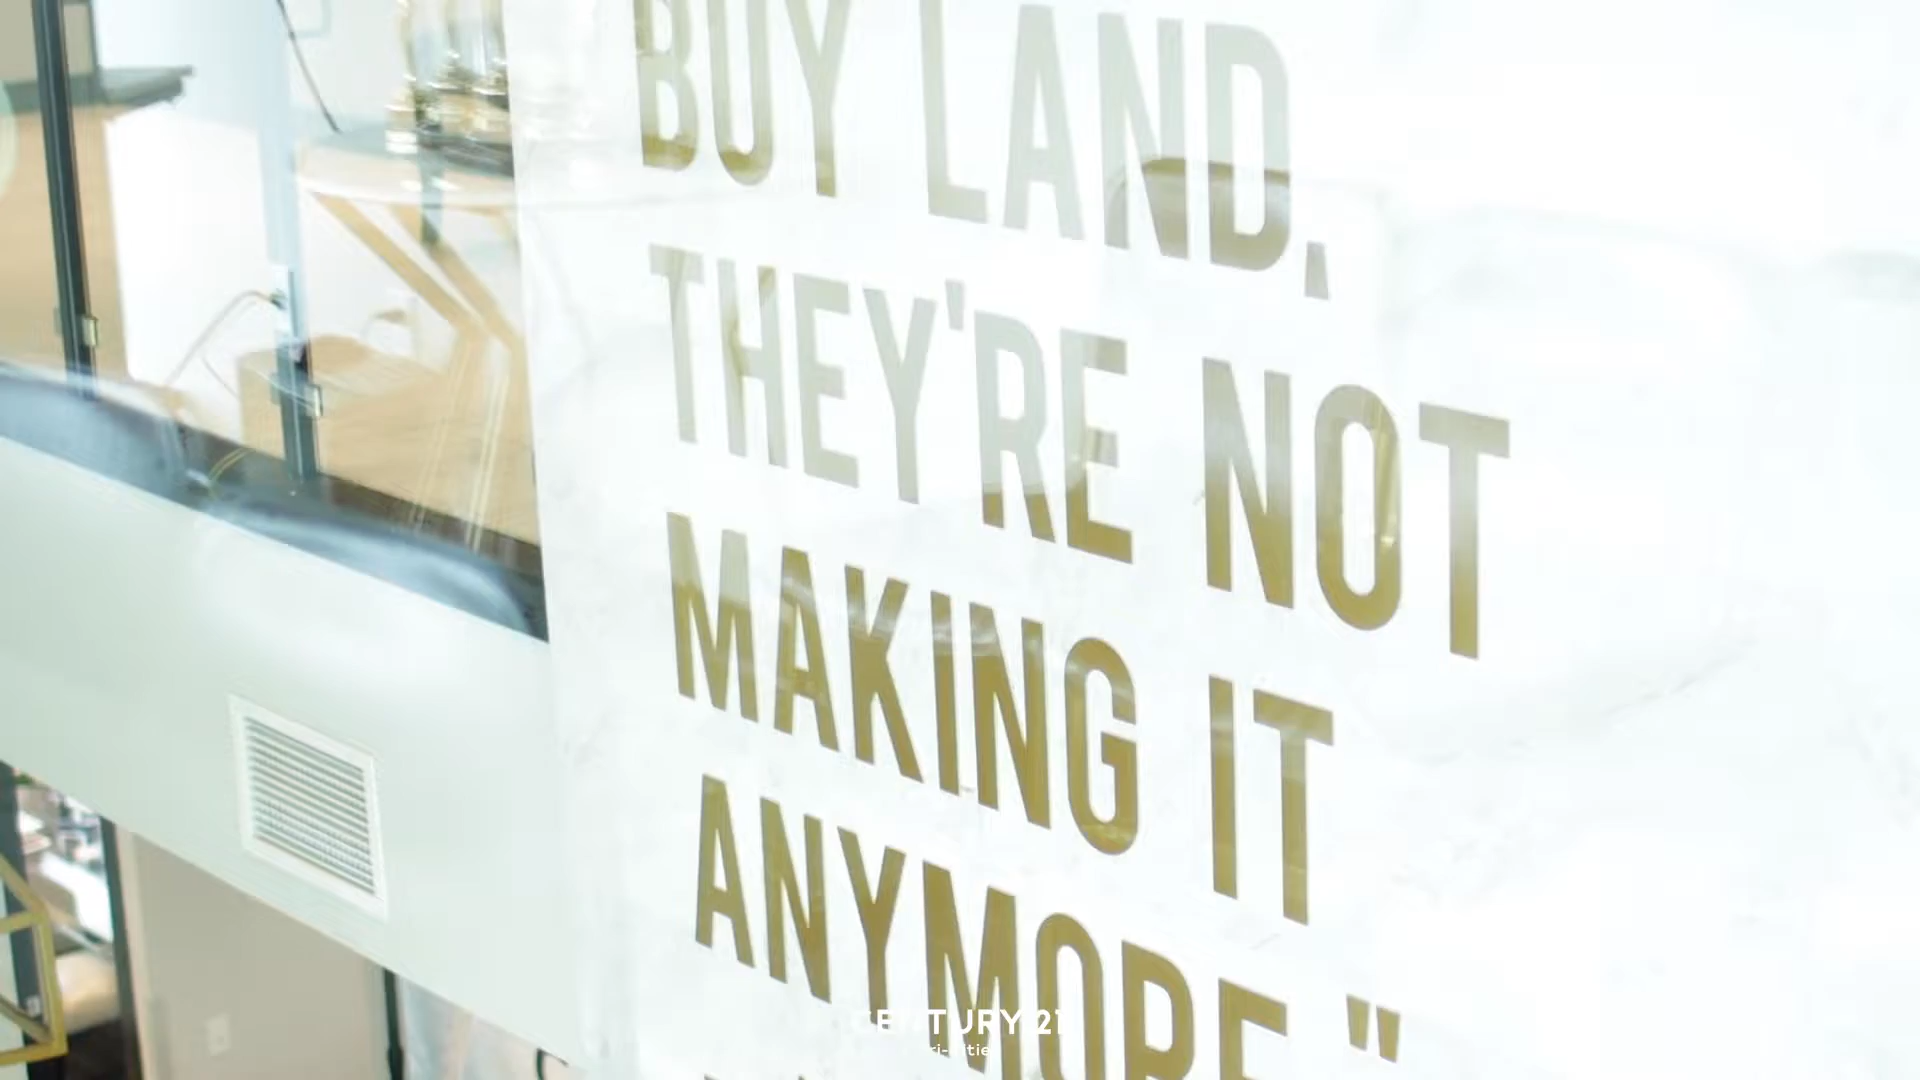 BUY LAND.
THEY'RE NOT
MAKING IT
ANYMORE."
CENTURY 21